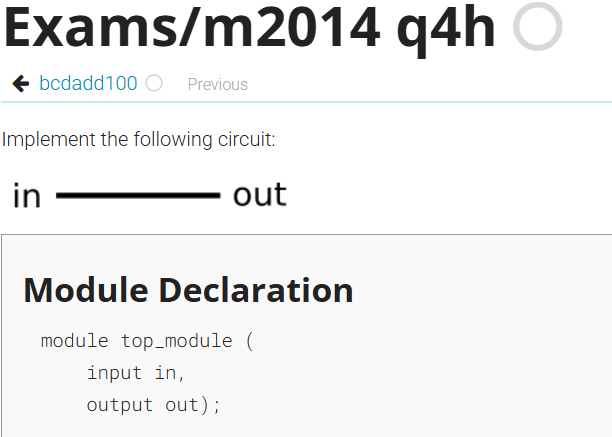 Exams/m2014 q4h
bcdadd100 Previous
Implement the following circuit:
in out
Module Declaration
module top_module (
input in,
output out);